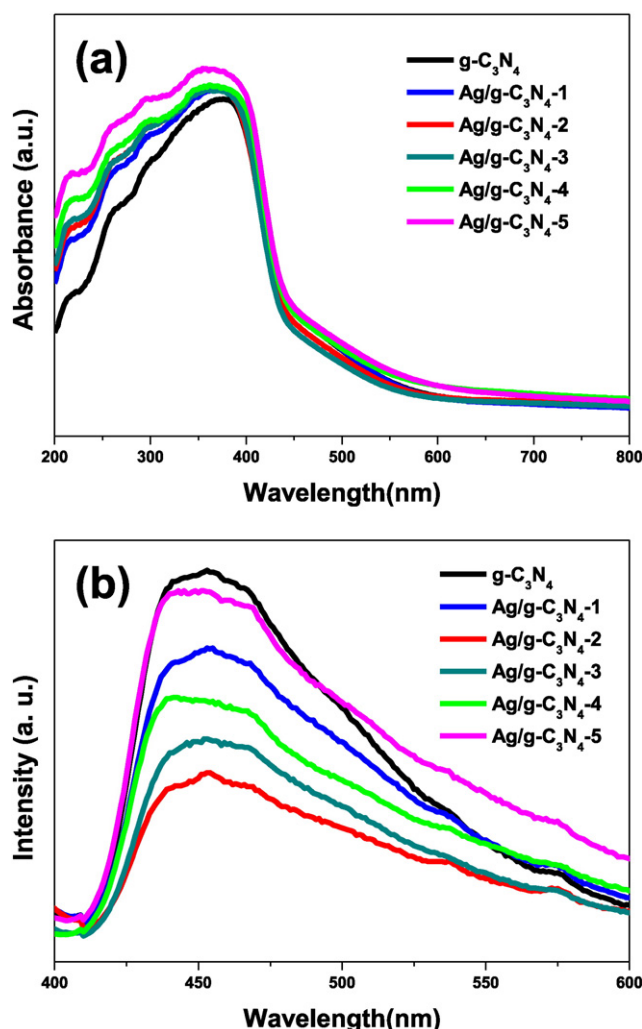 (a)
g-C₃N₄
Ag/g-C₃N₄-1
Ag/g-C₃N₄-2
Ag/g-C₃N₄-3
Ag/g-C₃N₄-4
Ag/g-C₃N₄-5
Absorbance (a.u.)
200 300 400 500 600 700 800
Wavelength(nm)
(b)
g-C₃N₄
Ag/g-C₃N₄-1
Ag/g-C₃N₄-2
Ag/g-C₃N₄-3
Ag/g-C₃N₄-4
Ag/g-C₃N₄-5
Intensity (a. u.)
400 450 500 550 600
Wavelength(nm)